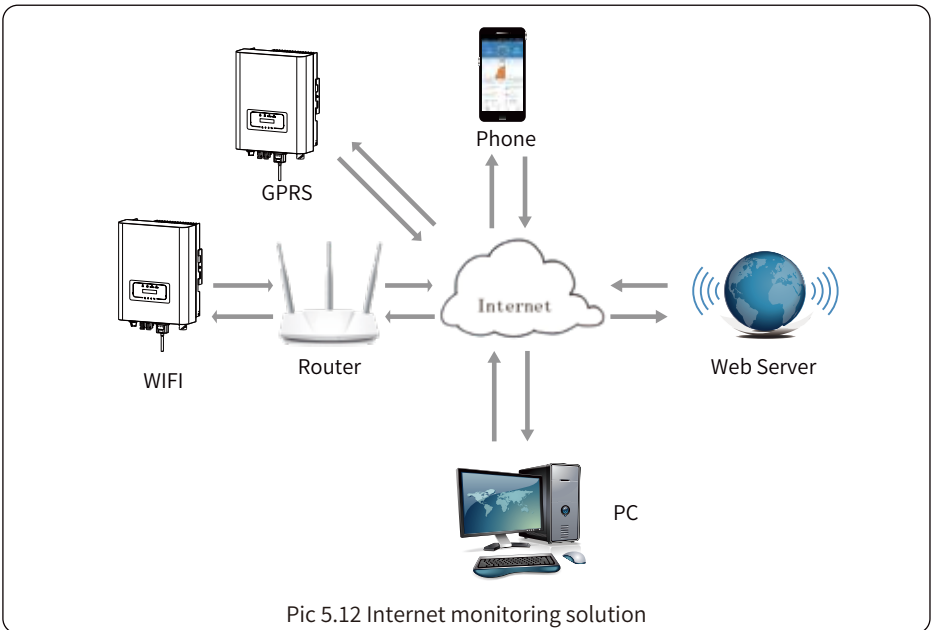 Phone
GPRS
Internet
WIFI
Router
Web Server
PC
Pic 5.12 Internet monitoring solution